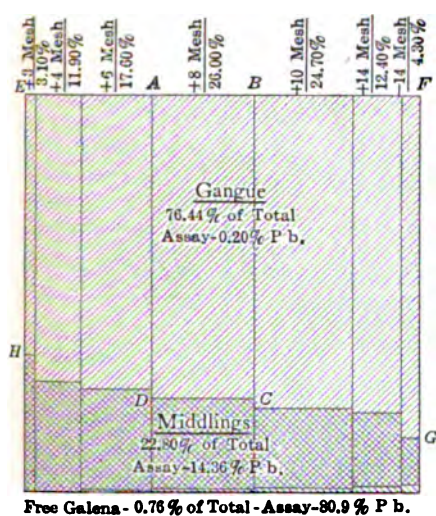 +3 Mesh
3.10%
+4 Mesh
11.90%
+6 Mesh
17.60%
+8 Mesh
26.00%
+10 Mesh
24.70%
+14 Mesh
12.40%
-14 Mesh
4.30%
E A B F
Gangue
76.44% of Total
Assay-0.20% Pb.
H
D C
Middlings
22.80% of Total
Assay-14.36% Pb.
G
Free Galena - 0.76% of Total - Assay-80.9% Pb.